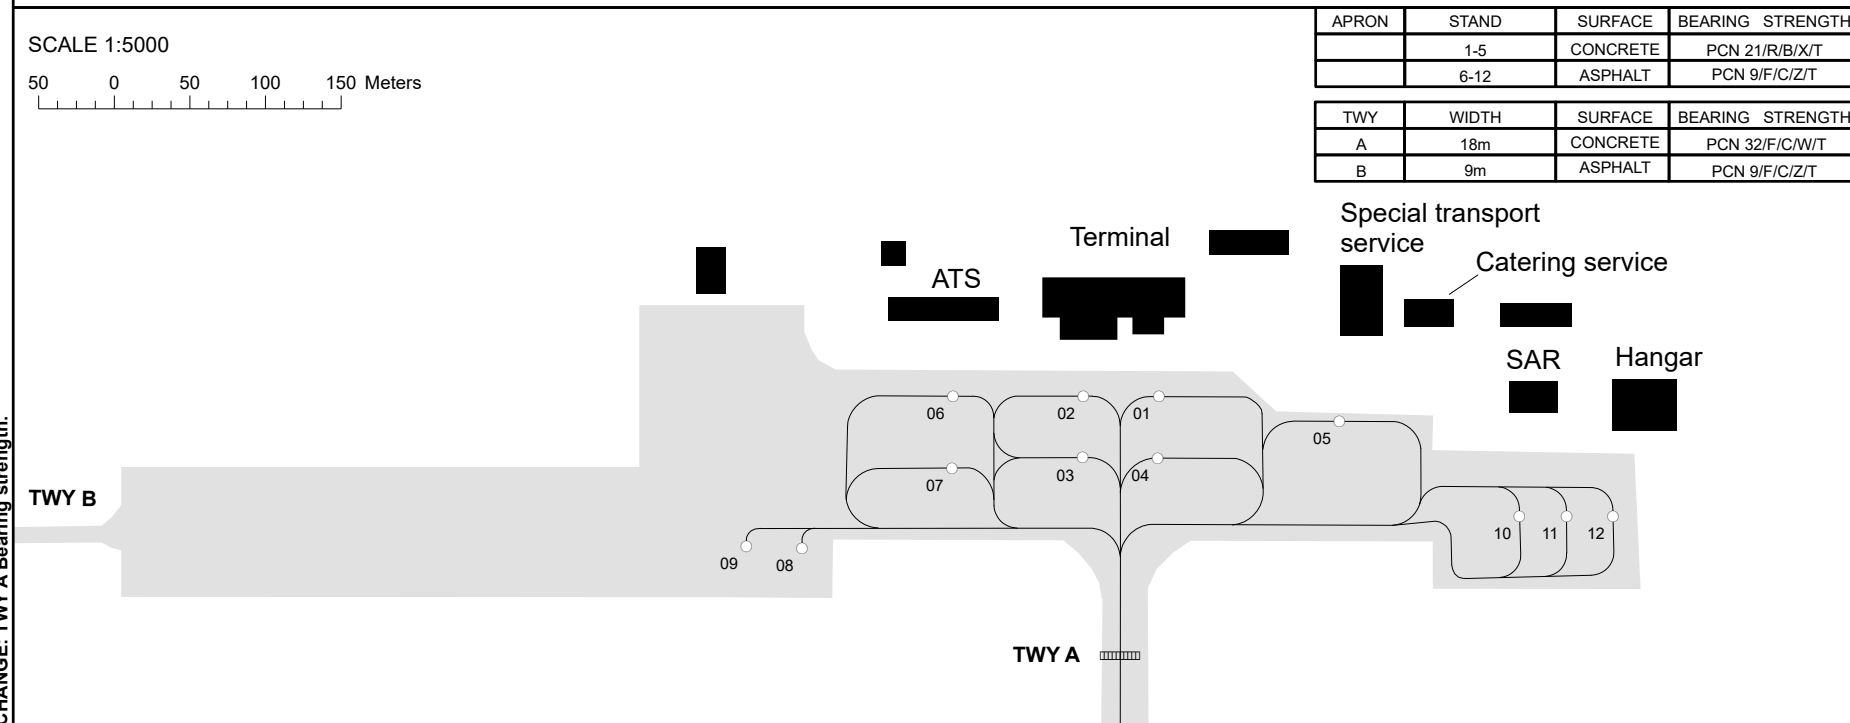 SCALE 1:5000
50 0 50 100 150 Meters
APRON STAND SURFACE BEARING STRENGTH
1-5 CONCRETE PCN 21/R/B/X/T
6-12 ASPHALT PCN 9/F/C/Z/T
TWY WIDTH SURFACE BEARING STRENGTH
A 18m CONCRETE PCN 32/F/C/W/T
B 9m ASPHALT PCN 9/F/C/Z/T
Special transport
service
Terminal
Catering service
ATS
SAR Hangar
06 02 01
05
07 03 04
TWY B
10 11 12
09 08
TWY A
CHANGE: TWY A Bearing strength.